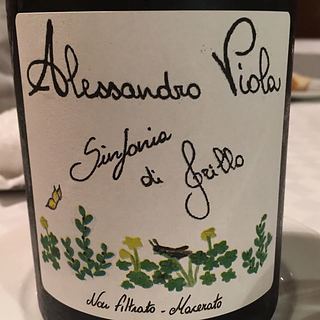 Alessandro Viola
Sinfonia
di Grillo
Non filtrato - Macerato